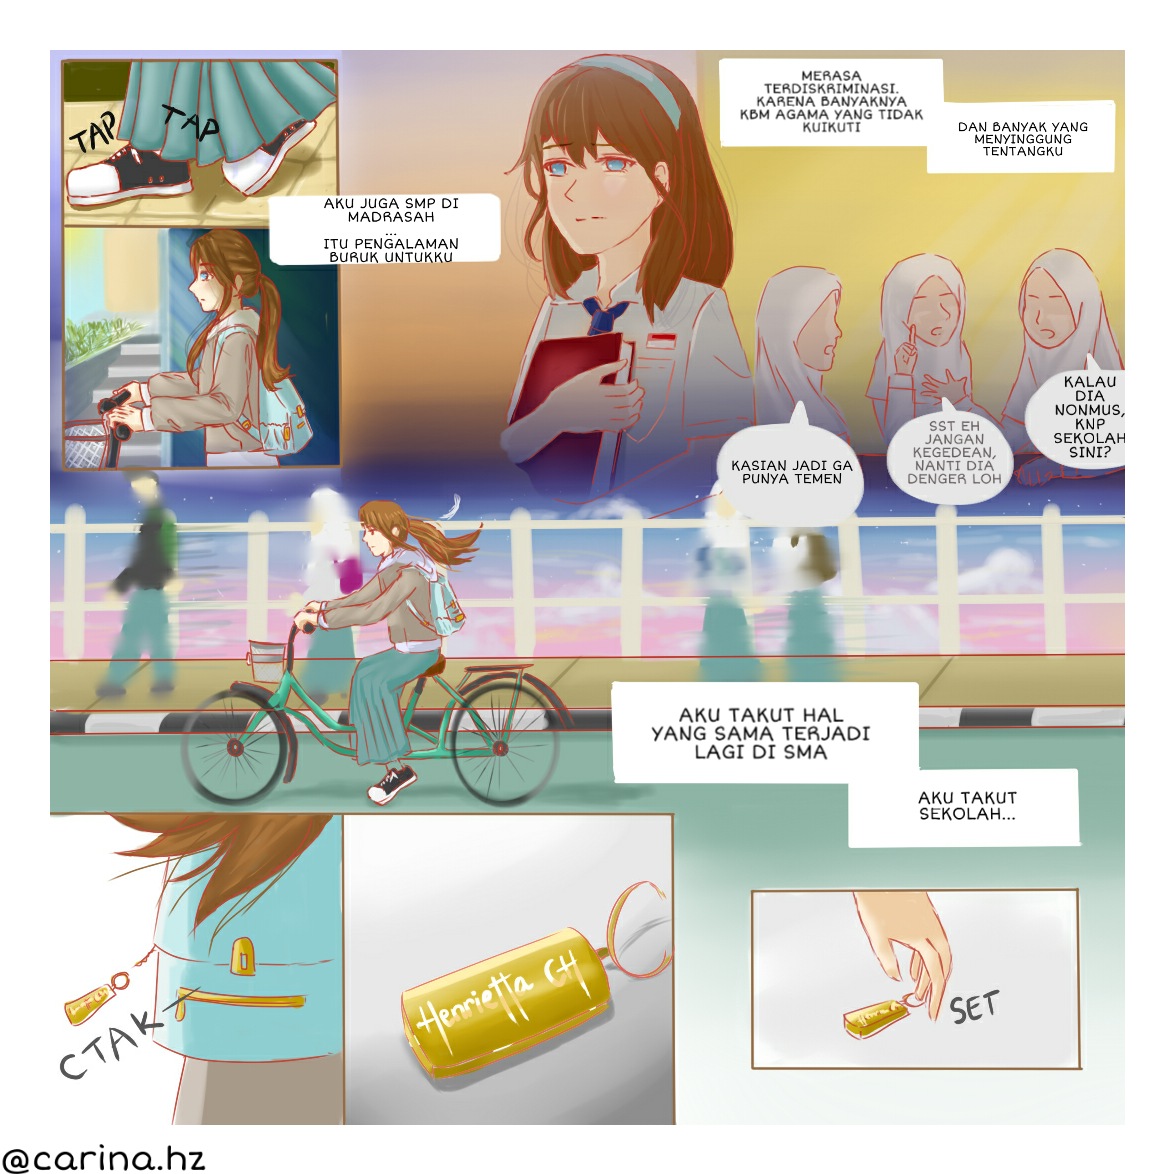 TAP
TAP
AKU JUGA SMP DI
MADRASAH
...
ITU PENGALAMAN
BURUK UNTUKKU
MERASA
TERDISKRIMINASI.
KARENA BANYAKNYA
KBM AGAMA YANG TIDAK
KUIKUTI
DAN BANYAK YANG
MENYINGGUNG
TENTANGKU
KASIAN JADI GA
PUNYA TEMEN
SST EH
JANGAN
KEGEDEAN,
NANTI DIA
DENGER LOH
KALAU
DIA
NONMUS,
KNP
SEKOLAH
SINI?
AKU TAKUT HAL
YANG SAMA TERJADI
LAGI DI SMA
AKU TAKUT
SEKOLAH...
CTAK
Henrietta CH
SET
@carina.hz